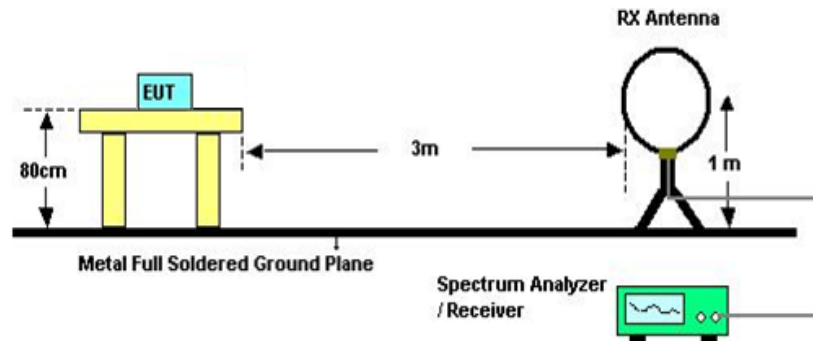 RX Antenna
EUT
3m
80cm
1 m
Metal Full Soldered Ground Plane
Spectrum Analyzer
/ Receiver